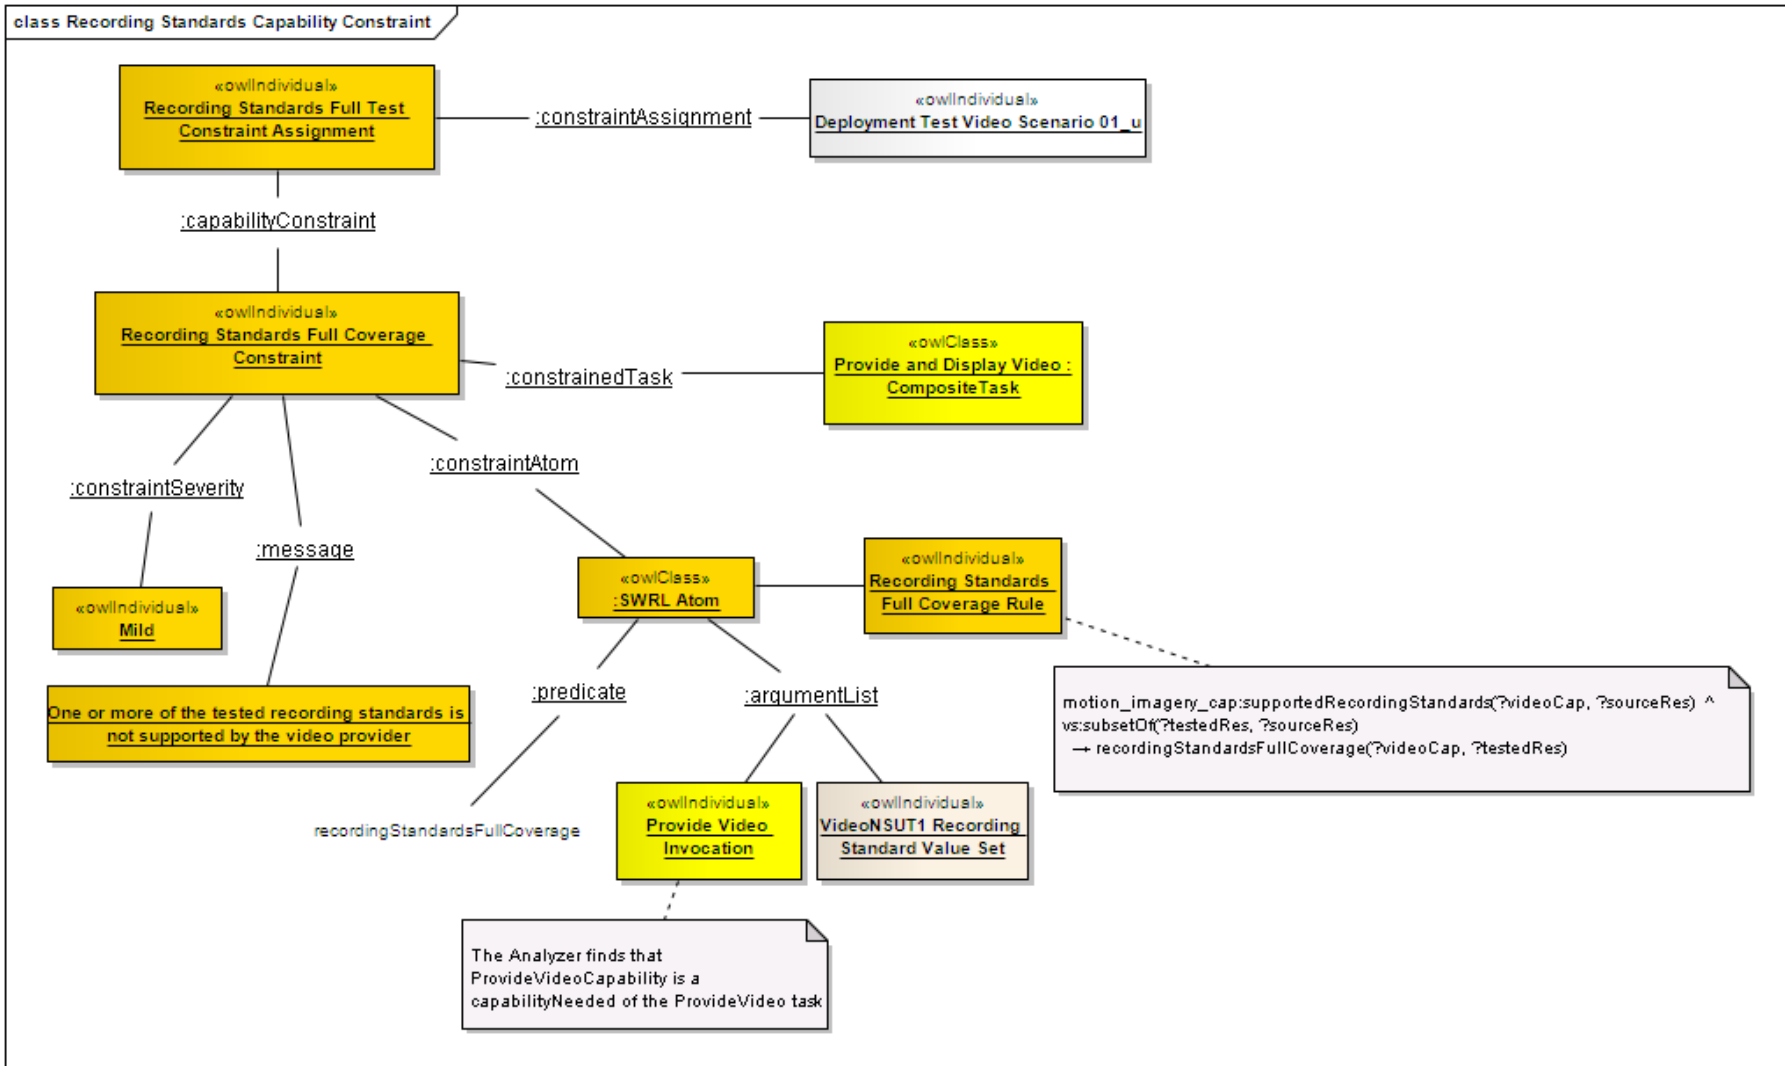 class Recording Standards Capability Constraint
«owlIndividual»
Recording Standards Full Test
Constraint Assignment
:constraintAssignment
«owlIndividual»
Deployment Test Video Scenario 01_u
:capabilityConstraint
«owlIndividual»
Recording Standards Full Coverage
Constraint
:constrainedTask
«owlClass»
Provide and Display Video :
CompositeTask
:constraintSeverity
:message
:constraintAtom
«owlIndividual»
Mild
One or more of the tested recording standards is
not supported by the video provider
«owlClass»
:SWRL Atom
«owlIndividual»
Recording Standards
Full Coverage Rule
:predicate
:argumentList
motion_imagery_cap:supportedRecordingStandards(?videoCap, ?sourceRes) ^
vs:subsetOf(?testedRes, ?sourceRes)
→ recordingStandardsFullCoverage(?videoCap, ?testedRes)
recordingStandardsFullCoverage
«owlIndividual»
Provide Video
Invocation
«owlIndividual»
VideoNSUT1 Recording
Standard Value Set
The Analyzer finds that
ProvideVideoCapability is a
capabilityNeeded of the ProvideVideo task